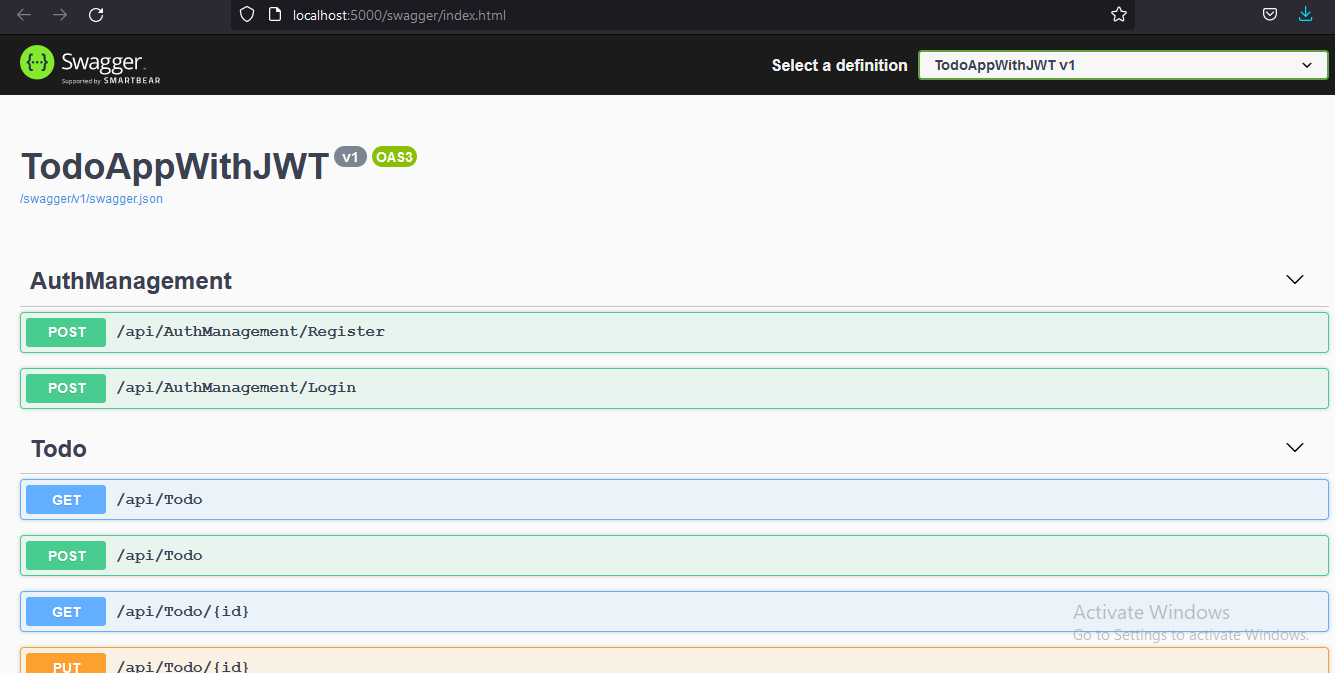 localhost:5000/swagger/index.html
{··} Swagger
Supported by SMARTBEAR
Select a definition
TodoAppWithJWT v1
TodoAppWithJWT v1 OAS3
/swagger/v1/swagger.json
AuthManagement
POST /api/AuthManagement/Register
POST /api/AuthManagement/Login
Todo
GET /api/Todo
POST /api/Todo
GET /api/Todo/{id}
Activate Windows
Go to Settings to activate Windows.
PUT /api/Todo/{id}